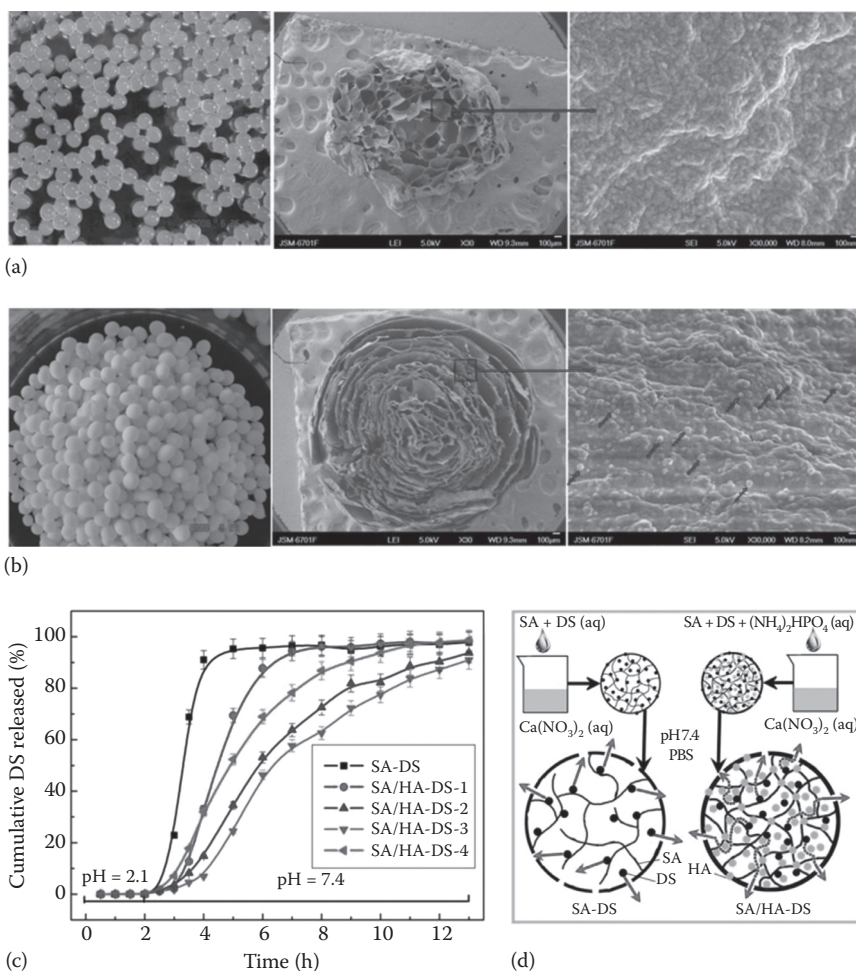 JSM-6701F LEI 5.0kV X30 WD 9.3mm 100µm
JSM-6701F SEI 5.0kV X30,000 WD 8.0mm 100nm
(a)
JSM-6701F LEI 5.0kV X30 WD 9.3mm 100µm
JSM-6701F SEI 5.0kV X30,000 WD 8.2mm 100nm
(b)
Cumulative DS released (%)
100
80
60
40
20
0
SA-DS
SA/HA-DS-1
SA/HA-DS-2
SA/HA-DS-3
SA/HA-DS-4
pH = 2.1
pH = 7.4
0 2 4 6 8 10 12
Time (h)
(c)
SA + DS (aq)
SA + DS + (NH₄)₂HPO₄ (aq)
Ca(NO₃)₂ (aq)
Ca(NO₃)₂ (aq)
pH7.4
PBS
SA
DS
HA
SA-DS
SA/HA-DS
(d)